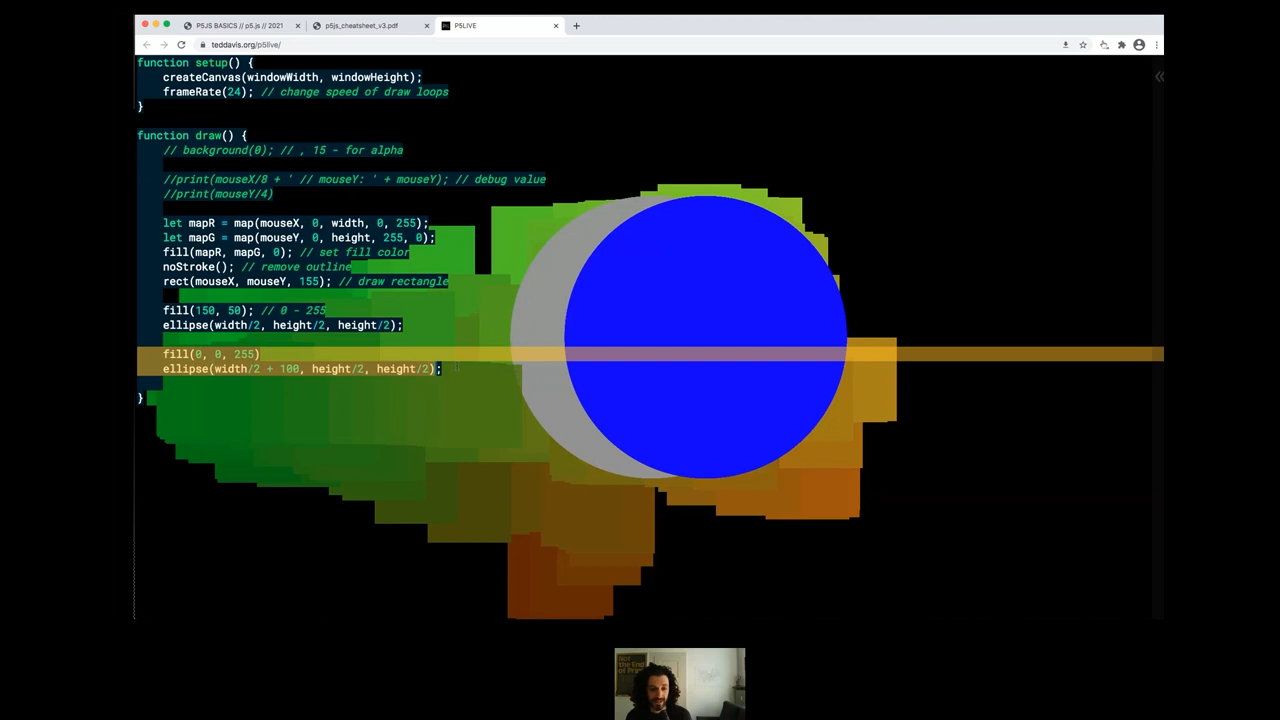 P5JS BASICS // p5.js // 2021
p5js_cheatsheet_v3.pdf
P5LIVE
teddavis.org/p5live/
function setup() {
createCanvas(windowWidth, windowHeight);
frameRate(24); // change speed of draw loops
}
function draw() {
// background(0); // , 15 - for alpha
//print(mouseX/8 + ' // mouseY: ' + mouseY); // debug value
//print(mouseY/4)
let mapR = map(mouseX, 0, width, 0, 255);
let mapG = map(mouseY, 0, height, 255, 0);
fill(mapR, mapG, 0); // set fill color
noStroke(); // remove outline
rect(mouseX, mouseY, 155); // draw rectangle
fill(150, 50); // 0 - 255
ellipse(width/2, height/2, height/2);
fill(0, 0, 255)
ellipse(width/2 + 100, height/2, height/2);
}
Not
the End
of Print